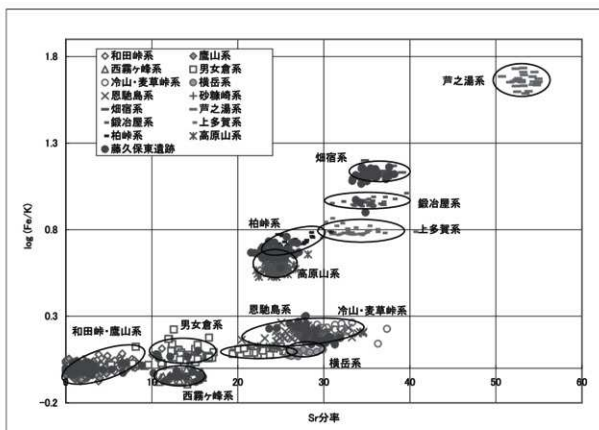 1.8
1.3
0.8
0.3
-0.2
log (Fe/K)
◇和田峠系 ◆鷹山系
△西霧ヶ峰系 □男女倉系
○冷山・麦草峠系 ●横岳系
×恩馳島系 +砂糠崎系
-畑宿系 -芦之湯系
-鍛冶屋系 -上多賀系
-柏峠系 ✳高原山系
●藤久保東遺跡
芦之湯系
畑宿系
鍛冶屋系
柏峠系
上多賀系
高原山系
恩馳島系
冷山・麦草峠系
和田峠・鷹山系
男女倉系
横岳系
西霧ヶ峰系
0 10 20 30 40 50 60
Sr分率